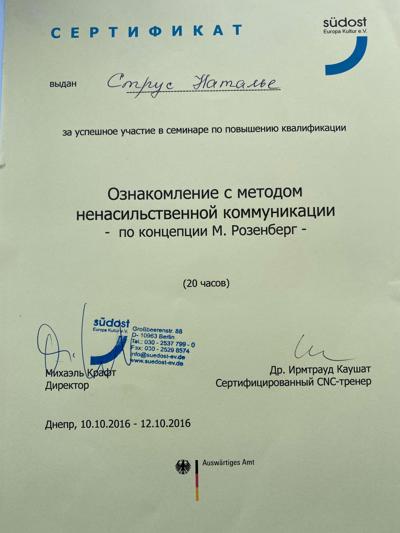 СЕРТИФИКАТ
südost
Europa Kultur e.V.
выдан Струс Наталье
за успешное участие в семинаре по повышению квалификации
Ознакомление с методом
ненасильственной коммуникации
- по концепции М. Розенберг -
(20 часов)
südost
Europa Kultur e.V.
Großbeerenstr. 88
D- 10963 Berlin
Tel.: 030 - 2537 799 - 0
Fax: 030 - 2529 8574
info@suedost-ev.de
www.suedost-ev.de
Михаэль Крафт
Директор
Др. Ирмтрауд Каушат
Сертифицированный CNC-тренер
Днепр, 10.10.2016 - 12.10.2016
Auswärtiges Amt